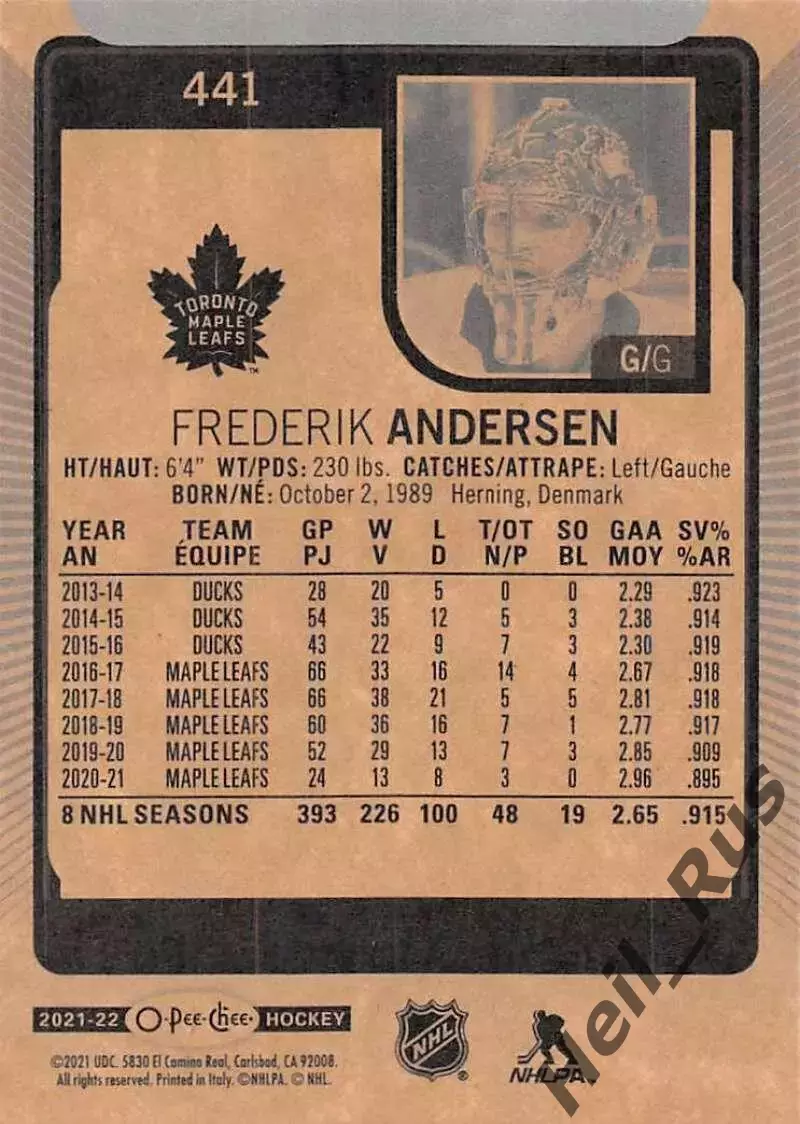 441
TORONTO
MAPLE
LEAFS
™
G/G
FREDERIK ANDERSEN
HT/HAUT: 6'4" WT/PDS: 230 lbs. CATCHES/ATTRAPE: Left/Gauche
BORN/NÉ: October 2, 1989 Herning, Denmark
YEAR TEAM GP W L T/OT SO GAA SV%
AN ÉQUIPE PJ V D N/P BL MOY %AR
2013-14 DUCKS 28 20 5 0 0 2.29 .923
2014-15 DUCKS 54 35 12 5 3 2.38 .914
2015-16 DUCKS 43 22 9 7 3 2.30 .919
2016-17 MAPLE LEAFS 66 33 16 14 4 2.67 .918
2017-18 MAPLE LEAFS 66 38 21 5 5 2.81 .918
2018-19 MAPLE LEAFS 60 36 16 7 1 2.77 .917
2019-20 MAPLE LEAFS 52 29 13 7 3 2.85 .909
2020-21 MAPLE LEAFS 24 13 8 3 0 2.96 .895
8 NHL SEASONS 393 226 100 48 19 2.65 .915
2021-22 O-Pee-Chee HOCKEY
NHL ®
NHLPA™
©2021 UDC. 5830 El Camino Real, Carlsbad, CA 92008.
All rights reserved. Printed in Italy. ©NHLPA. © NHL.
Neil_Rus